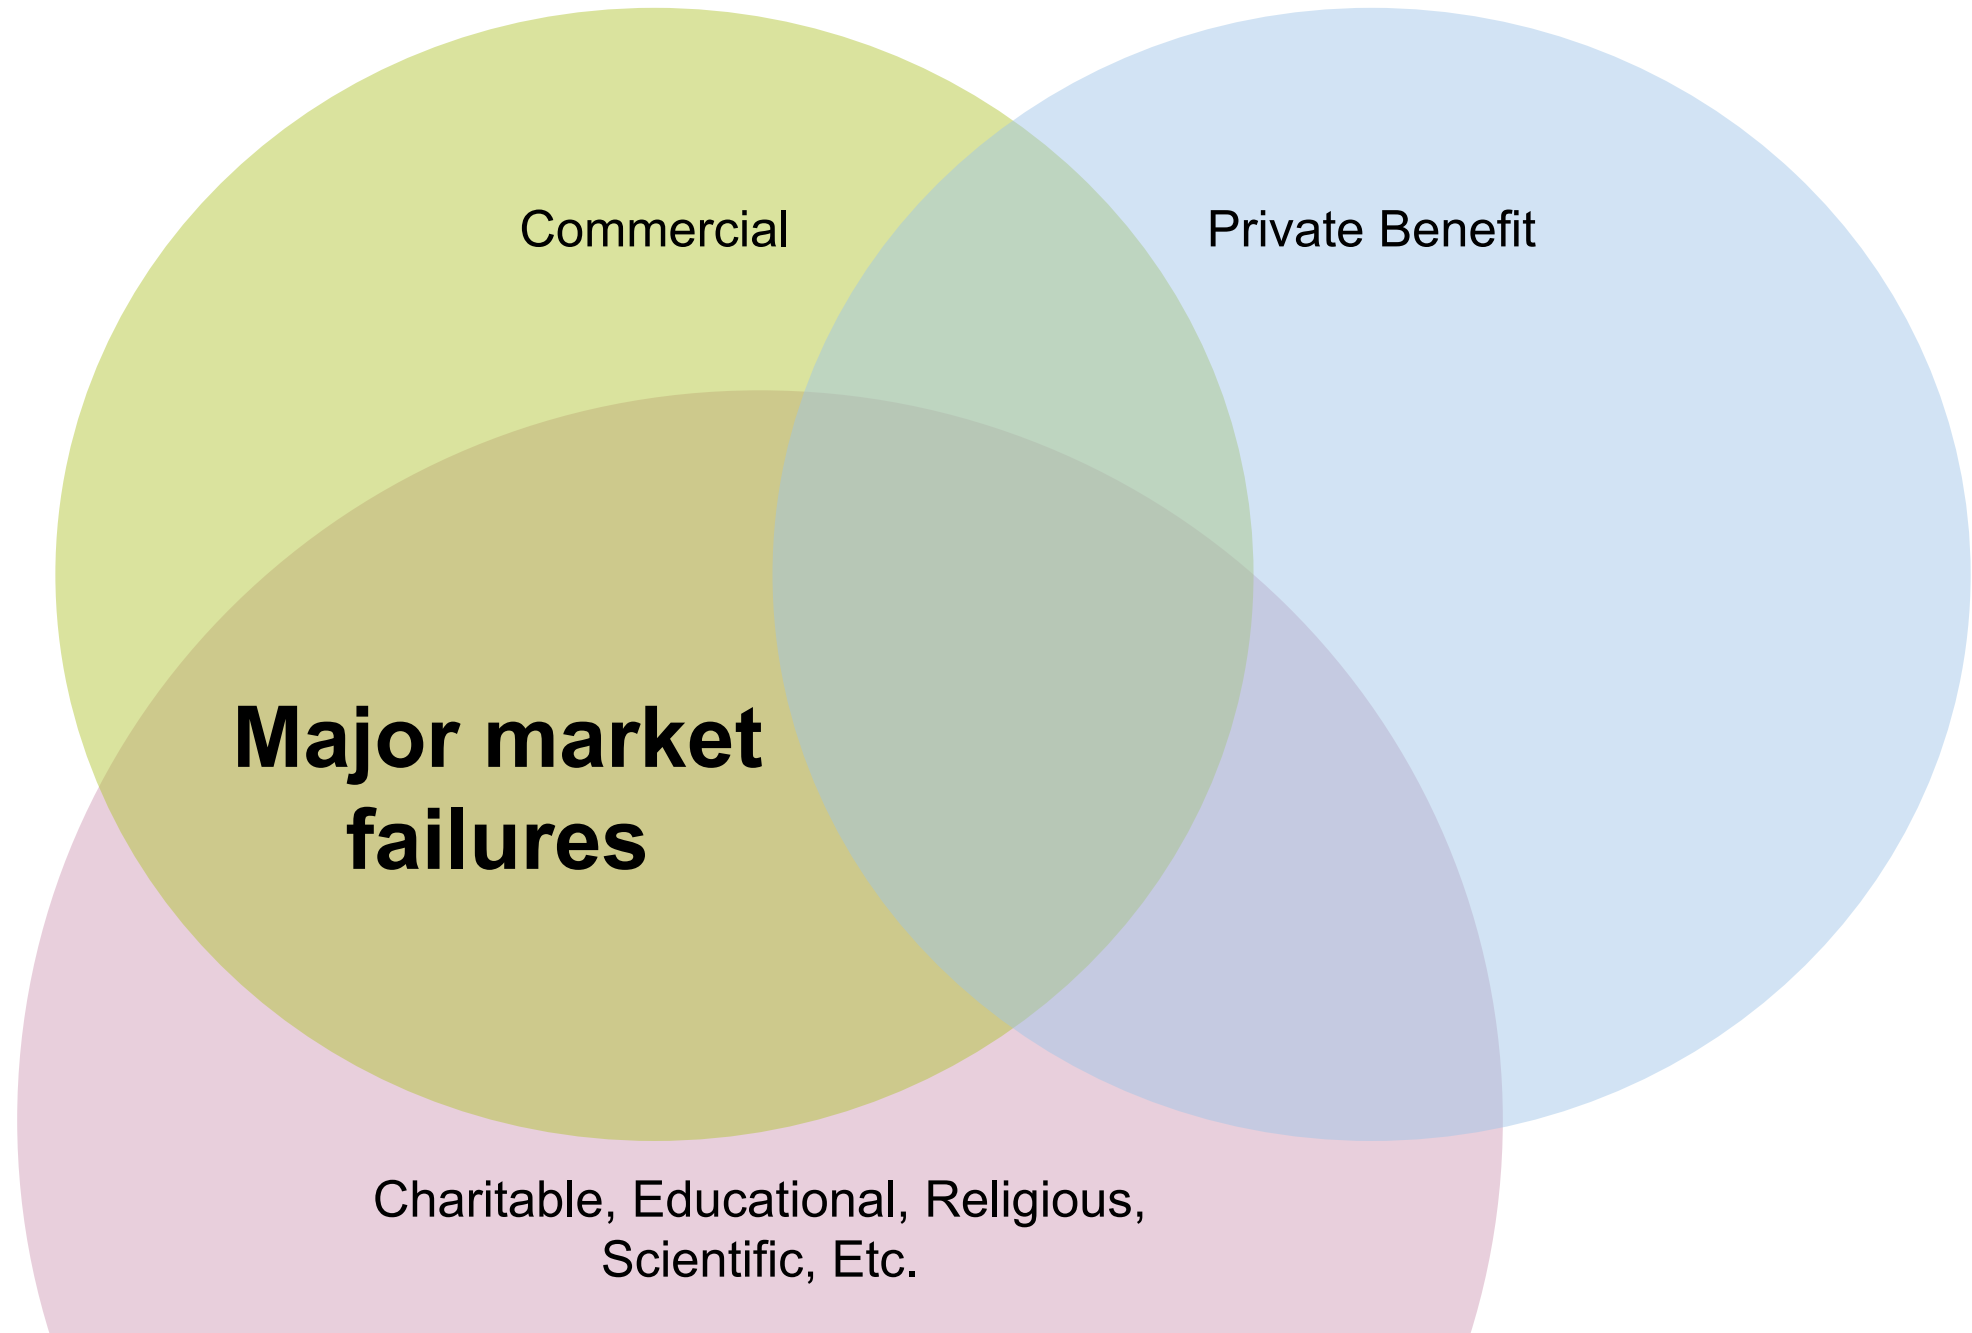 Commercial
Private Benefit
Major market
failures
Charitable, Educational, Religious,
Scientific, Etc.